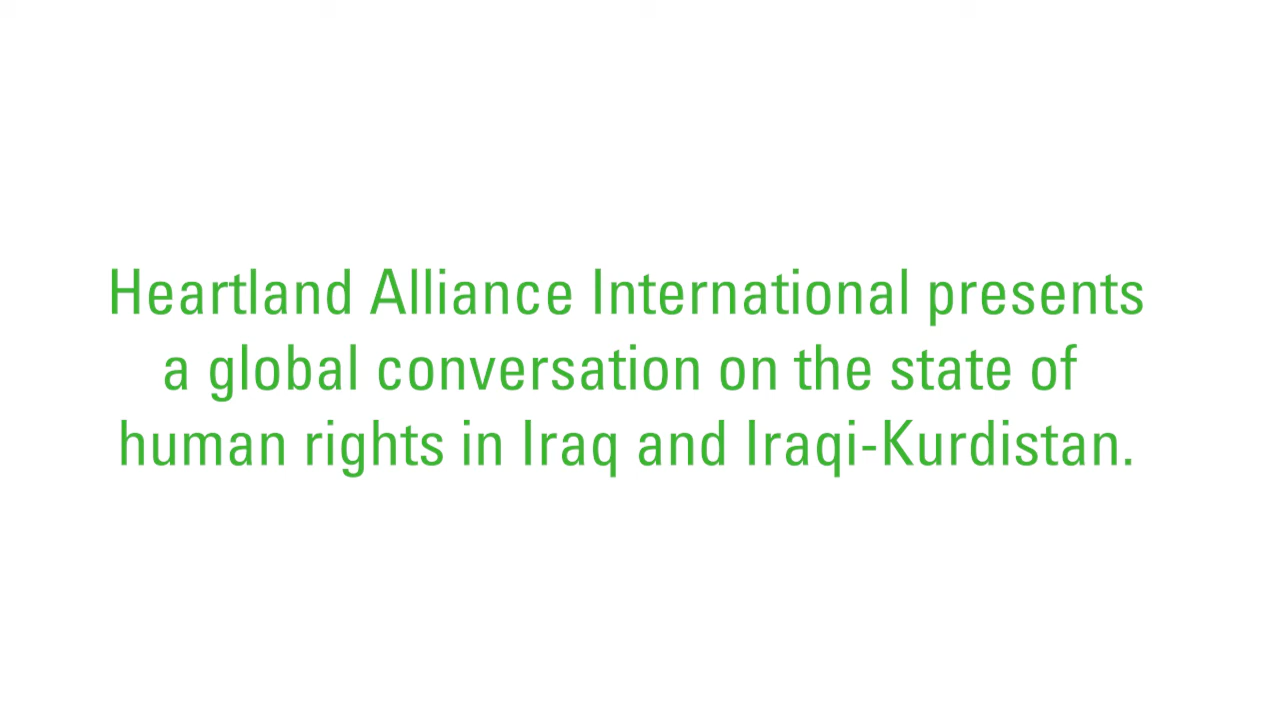 Heartland Alliance International presents
a global conversation on the state of
human rights in Iraq and Iraqi-Kurdistan.